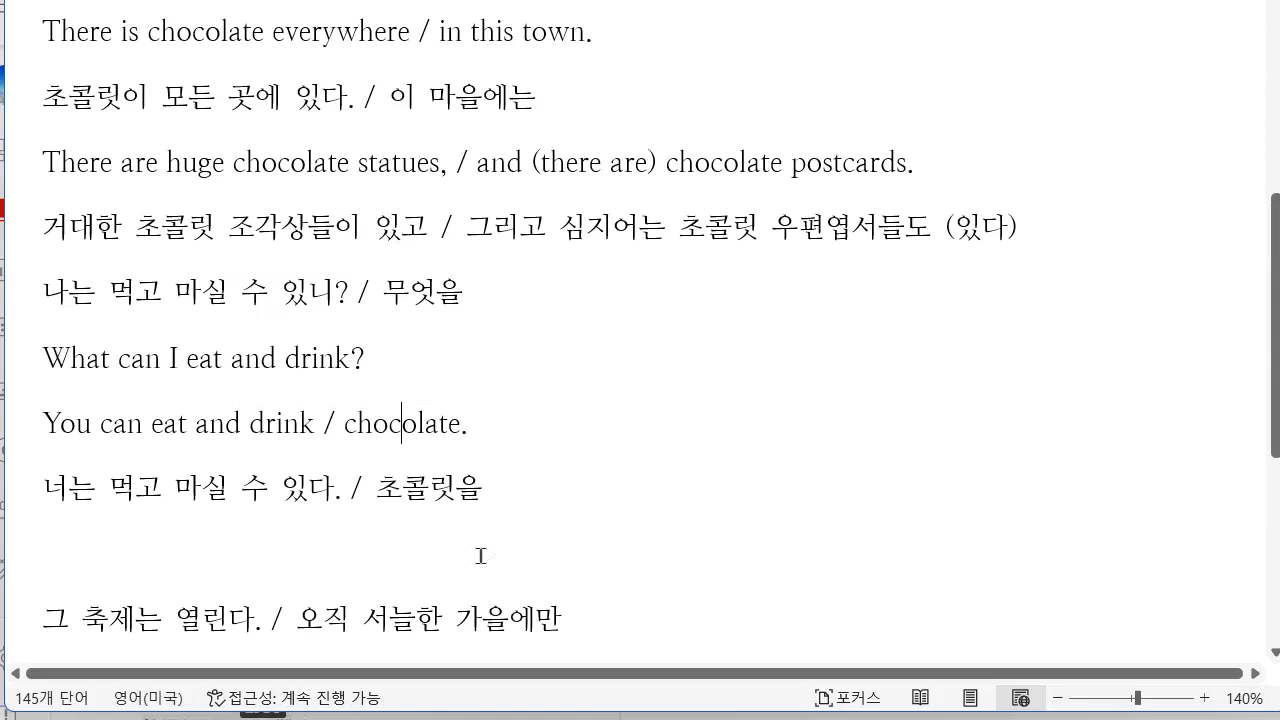 There is chocolate everywhere / in this town.
초콜릿이 모든 곳에 있다. / 이 마을에는
There are huge chocolate statues, / and (there are) chocolate postcards.
거대한 초콜릿 조각상들이 있고 / 그리고 심지어는 초콜릿 우편엽서들도 (있다)
나는 먹고 마실 수 있니? / 무엇을
What can I eat and drink?
You can eat and drink / chocolate.
너는 먹고 마실 수 있다. / 초콜릿을
그 축제는 열린다. / 오직 서늘한 가을에만
145개 단어 영어(미국) 접근성: 계속 진행 가능 포커스 140%